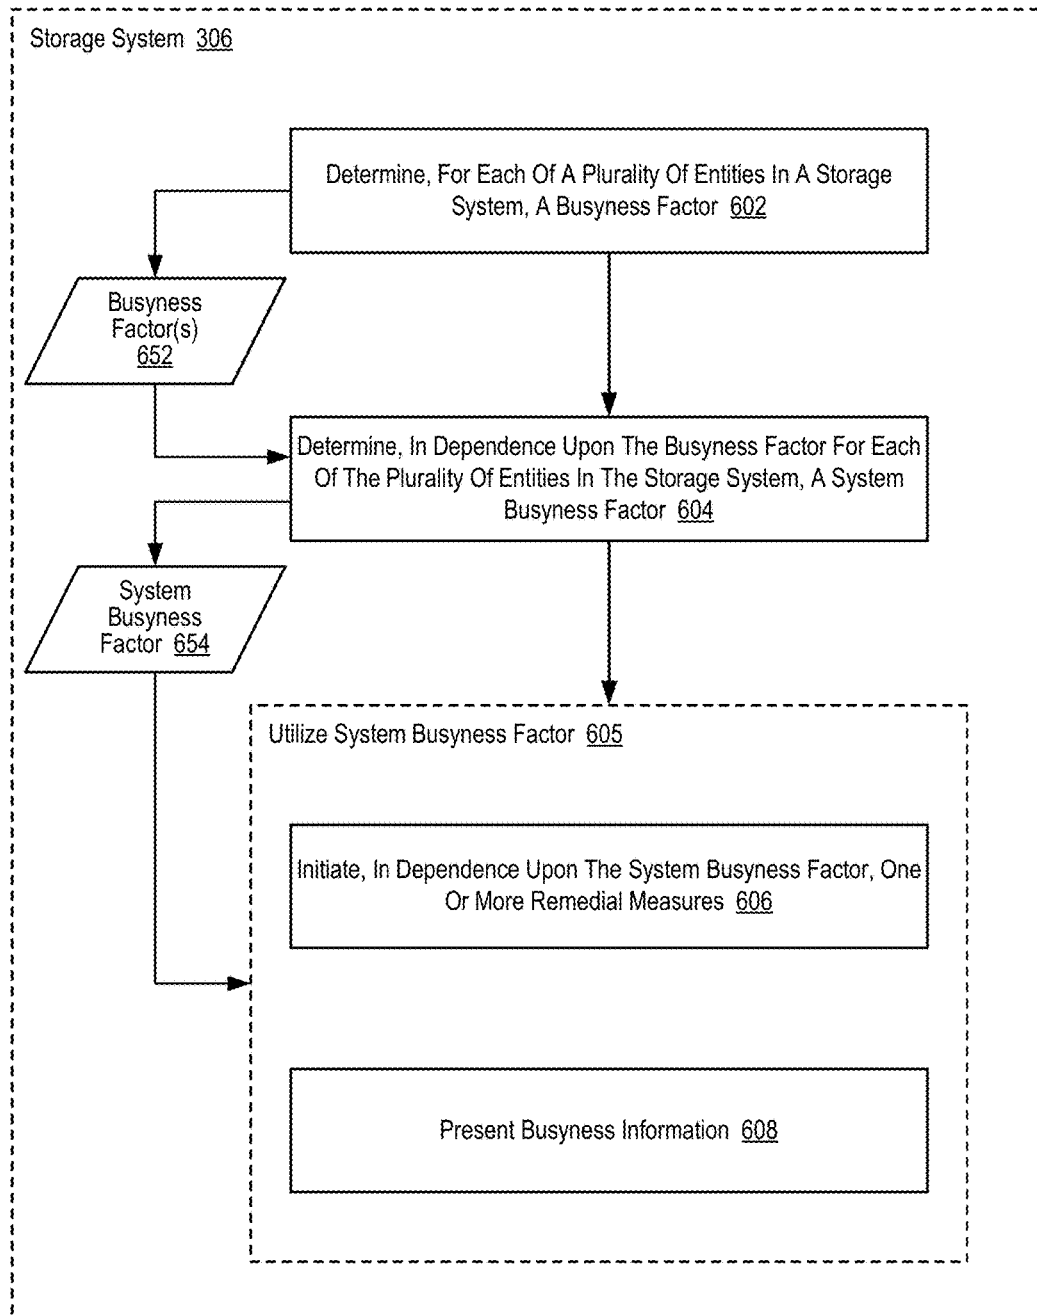 Storage System 306
Determine, For Each Of A Plurality Of Entities In A Storage
System, A Busyness Factor 602
Busyness
Factor(s)
652
Determine, In Dependence Upon The Busyness Factor For Each
Of The Plurality Of Entities In The Storage System, A System
Busyness Factor 604
System
Busyness
Factor 654
Utilize System Busyness Factor 605
Initiate, In Dependence Upon The System Busyness Factor, One
Or More Remedial Measures 606
Present Busyness Information 608